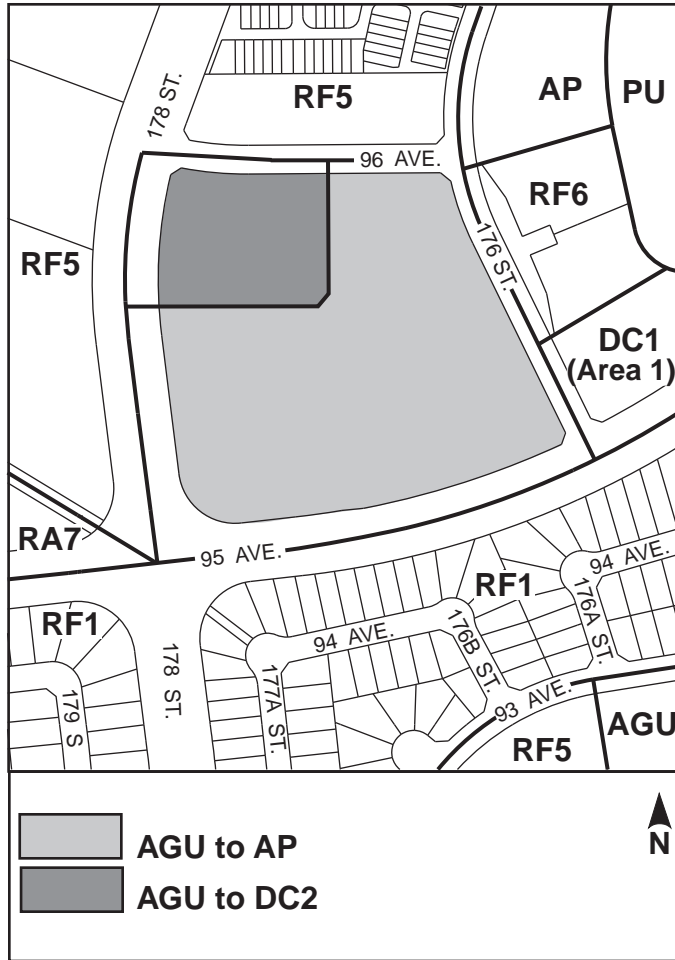 178 ST.
RF5
AP
PU
96 AVE.
RF6
176 ST.
RF5
DC1
(Area 1)
RA7
95 AVE.
94 AVE.
RF1
RF1
94 AVE.
176B ST.
176A ST.
178 ST.
177A ST.
179 S
93 AVE.
AGU
RF5
AGU to AP
N
AGU to DC2